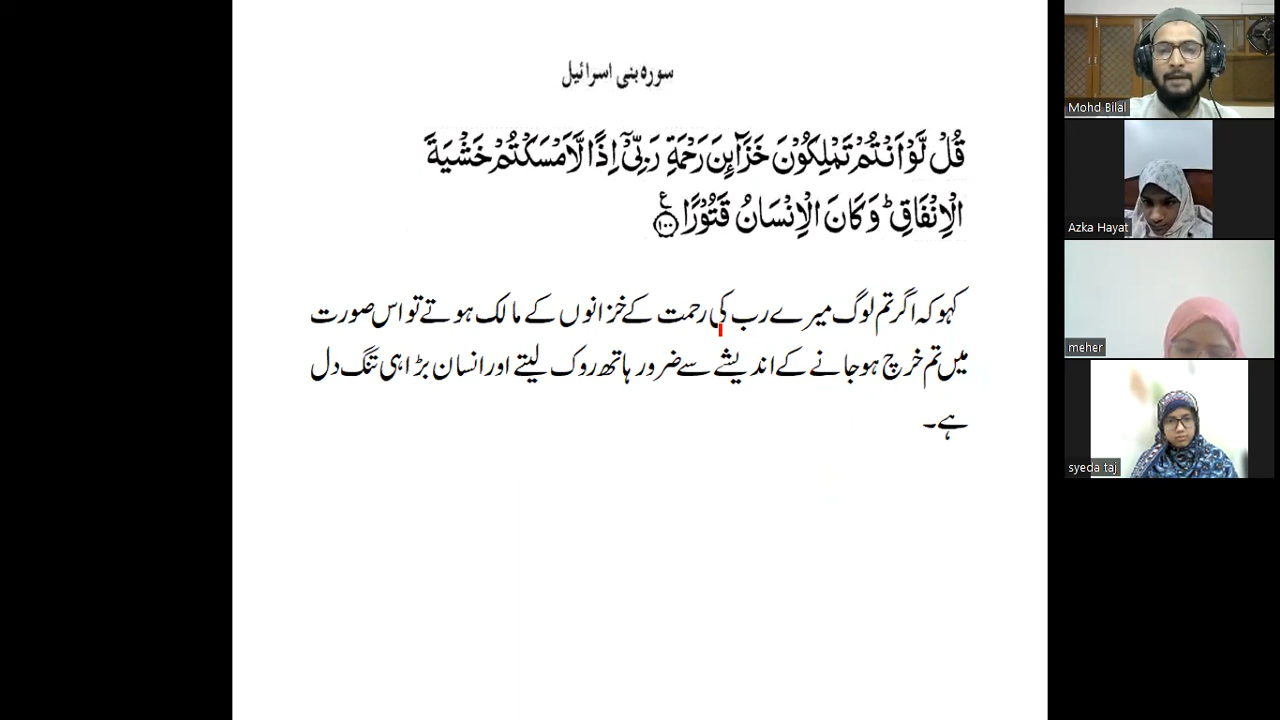 سورہ بنی اسرائیل
قُلْ لَّوْ اَنْتُمْ تَمْلِكُوْنَ خَزَآئِنَ رَحْمَةِ رَبِّيْٓ اِذًا لَّاَمْسَكْتُمْ خَشْيَةَ
الْاِنْفَاقِ ؕ وَ كَانَ الْاِنْسَانُ قَتُوْرًا ۧ ۱۰۰
کہو کہ اگر تم لوگ میرے رب کی رحمت کے خزانوں کے مالک ہوتے تو اس صورت
میں تم خرچ ہو جانے کے اندیشے سے ضرور ہاتھ روک لیتے اور انسان بڑا ہی تنگ دل
ہے۔
Mohd Bilal
Azka Hayat
meher
syeda taj